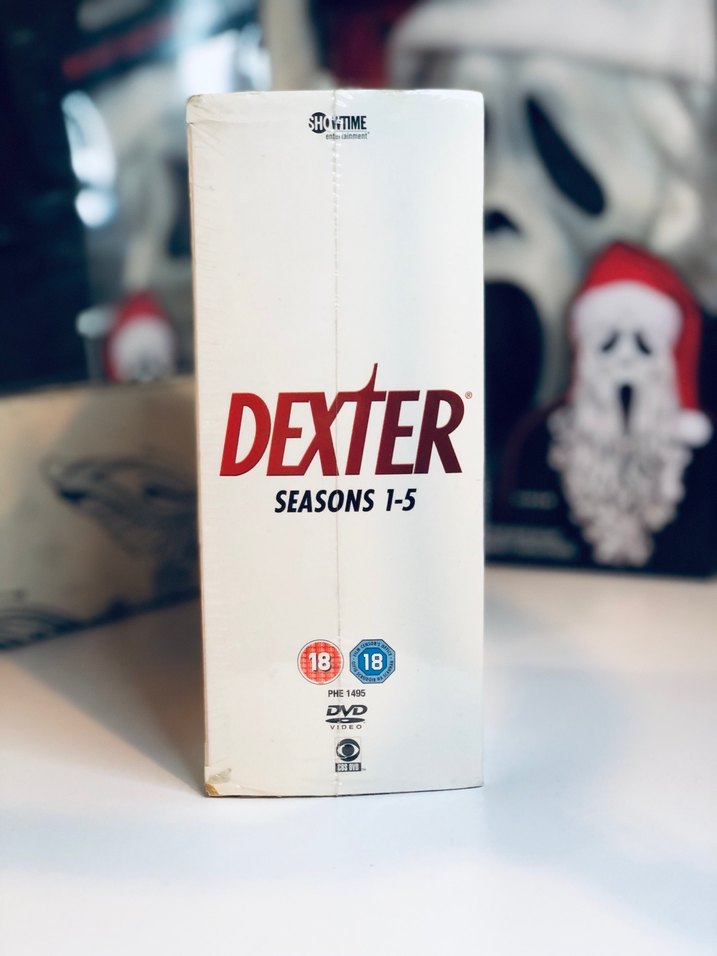 SHOWTIME
entertainment
DEXTER®
SEASONS 1-5
18 18
PHE 1495
DVD
VIDEO
CBS DVD